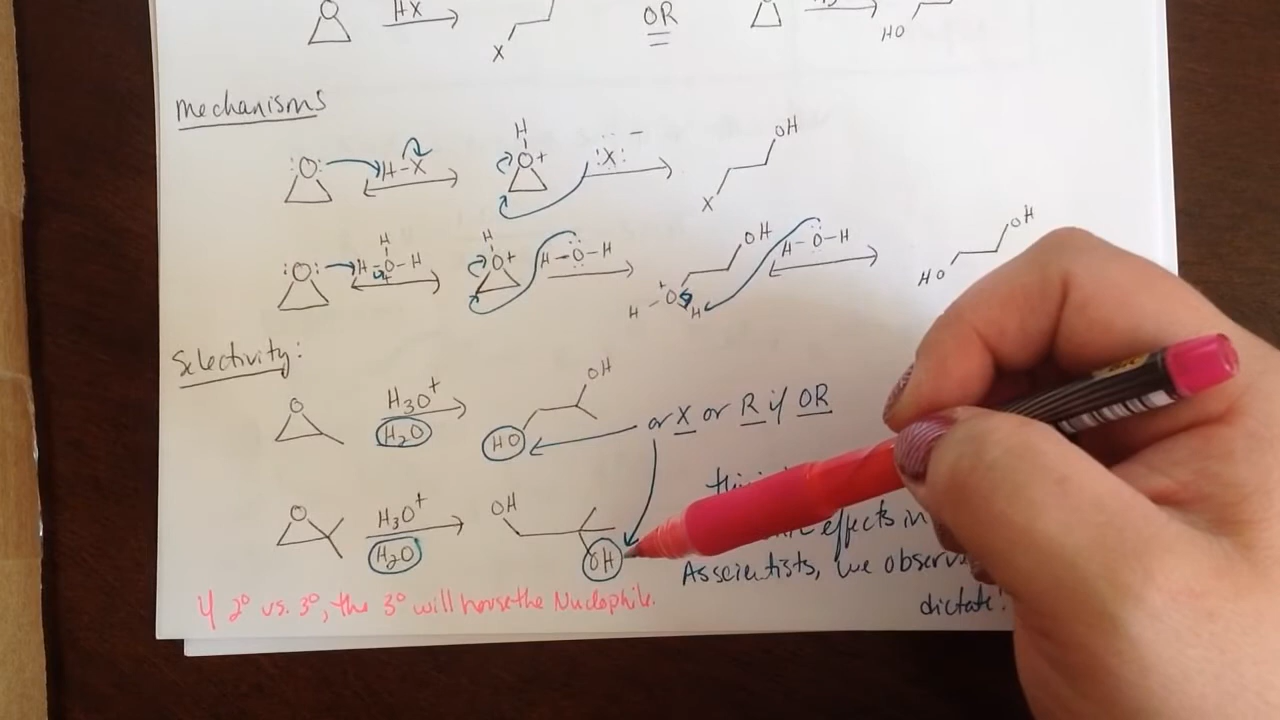 HX
X
OR
HO
Mechanisms
H
:O: H-X O+ :X: − OH
X
H
H
:O: H-O-H O+ H-O-H OH H-O-H OH
+
HO
+
H-O H
Selectivity:
OH
O H3O+
H2O HO or X or R if OR
O H3O+ OH
H2O OH effects in
As scientists, we observe
If 2° vs. 3°, the 3° will house the Nucleophile. dictate!